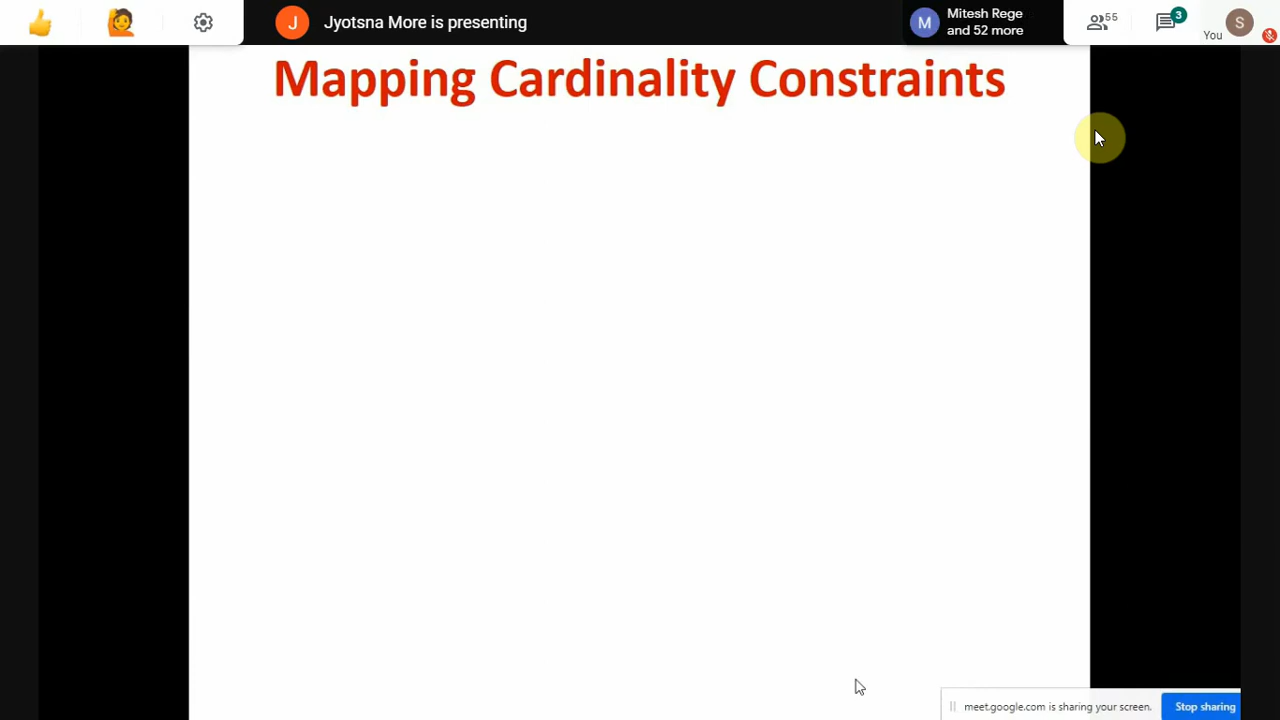 J
Jyotsna More is presenting
M
Mitesh Rege
and 52 more
55
3
You
S
Mapping Cardinality Constraints
meet.google.com is sharing your screen.
Stop sharing